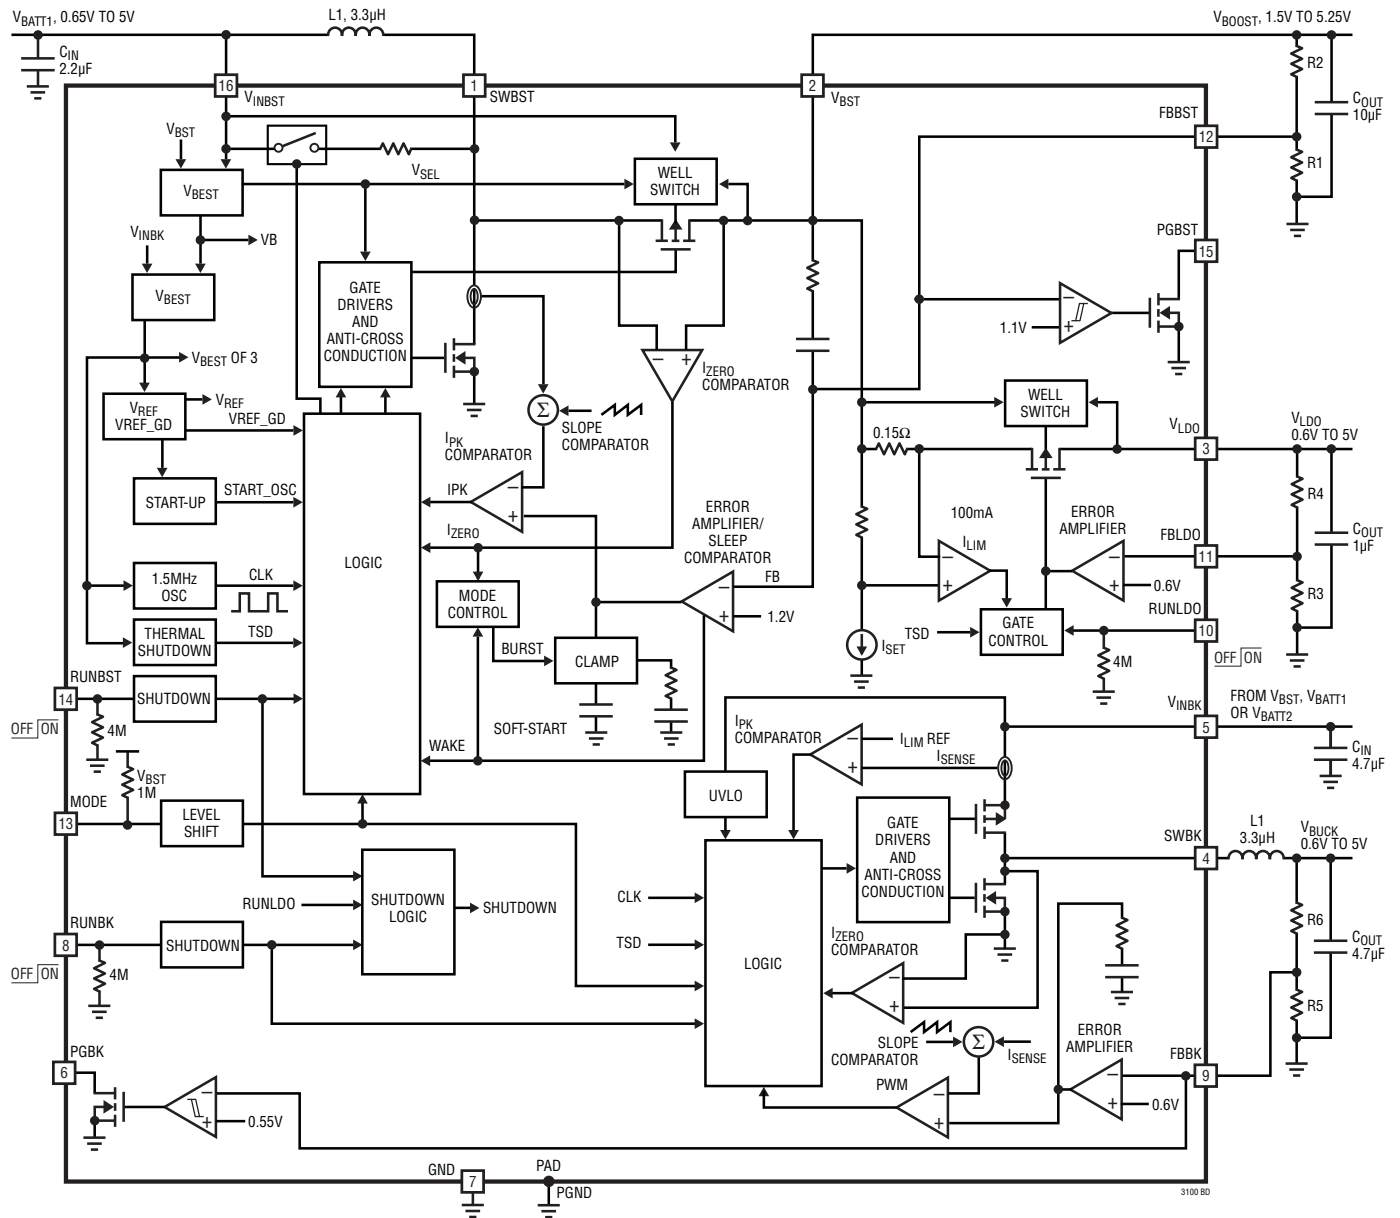 VBATT1, 0.65V TO 5V
L1, 3.3µH
VBOOST, 1.5V TO 5.25V
CIN
2.2µF
R2
COUT
10µF
R1
16
VINBST
1
SWBST
2
VBST
FBBST
12
VBST
VSEL
WELL
SWITCH
VBEST
VB
VINBK
VBEST
PGBST
15
GATE
DRIVERS
AND
ANTI-CROSS
CONDUCTION
−
+
1.1V
−
+
IZERO
COMPARATOR
VBEST OF 3
VREF
VREF_GD
VREF
VREF_GD
Σ
SLOPE
COMPARATOR
WELL
SWITCH
0.15Ω
VLDO
3
VLDO
0.6V TO 5V
IPK
COMPARATOR
START-UP
START_OSC
IPK
−
+
R4
COUT
1µF
R3
IZERO
LOGIC
ERROR
AMPLIFIER/
SLEEP
COMPARATOR
100mA
ILIM
−
+
ERROR
AMPLIFIER
−
+
0.6V
FBLDO
11
1.5MHz
OSC
CLK
FB
−
+
1.2V
MODE
CONTROL
THERMAL
SHUTDOWN
TSD
BURST
CLAMP
ISET
TSD
GATE
CONTROL
4M
RUNLDO
10
OFF ON
RUNBST
14
SHUTDOWN
OFF ON
4M
SOFT-START
WAKE
IPK
COMPARATOR
−
+
ILIM REF
ISENSE
VINBK
5
FROM VBST, VBATT1
OR VBATT2
CIN
4.7µF
VBST
1M
MODE
13
LEVEL
SHIFT
UVLO
GATE
DRIVERS
AND
ANTI-CROSS
CONDUCTION
SWBK
4
L1
3.3µH
VBUCK
0.6V TO 5V
R6
COUT
4.7µF
R5
RUNLDO
SHUTDOWN
LOGIC
SHUTDOWN
CLK
TSD
LOGIC
RUNBK
8
SHUTDOWN
OFF ON
4M
IZERO
COMPARATOR
−
+
SLOPE
COMPARATOR
Σ
ISENSE
ERROR
AMPLIFIER
−
+
0.6V
FBBK
9
PWM
−
+
PGBK
6
−
+
0.55V
GND
7
PAD
PGND
3100 BD